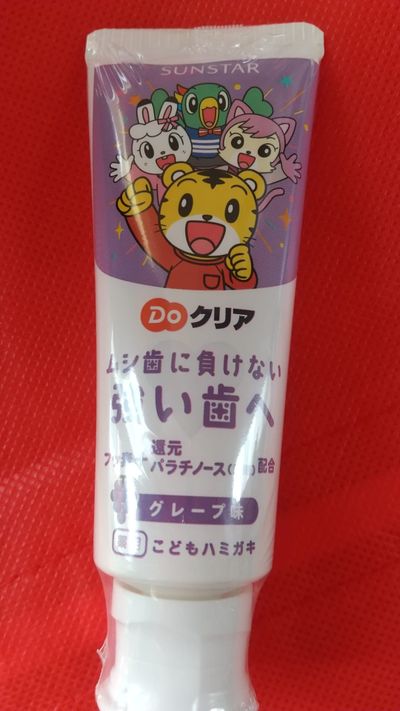 SUNSTAR
Do クリア
ムシ歯に負けない
強い歯へ
還元
パラチノース 配合
グレープ味
薬用 こどもハミガキ